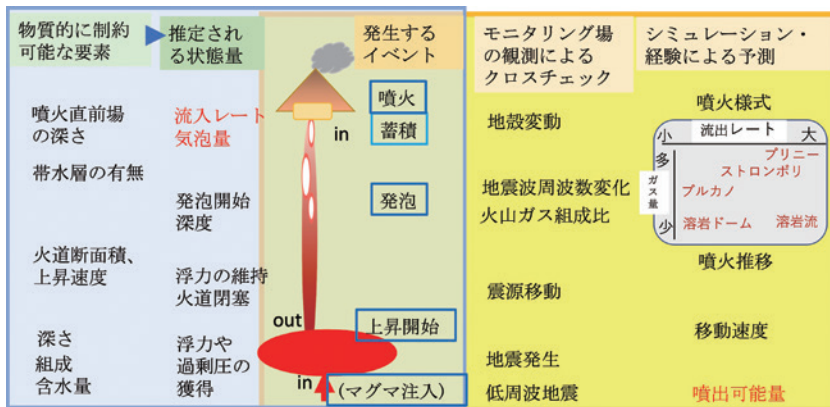 物質的に制約
可能な要素
推定され
る状態量
発生する
イベント
モニタリング場
の観測による
クロスチェック
シミュレーション・
経験による予測
噴火直前場
の深さ
帯水層の有無
火道断面積、
上昇速度
深さ
組成
含水量
流入レート
気泡量
発泡開始
深度
浮力の維持
火道閉塞
浮力や
過剰圧の
獲得
噴火
in
蓄積
発泡
out
上昇開始
in
(マグマ注入)
地殻変動
地震波周波数変化
火山ガス組成比
震源移動
地震発生
低周波地震
噴火様式
小 流出レート 大
多
ガス量
少
プリニー
ストロンボリ
ブルカノ
溶岩ドーム 溶岩流
噴火推移
移動速度
噴出可能量